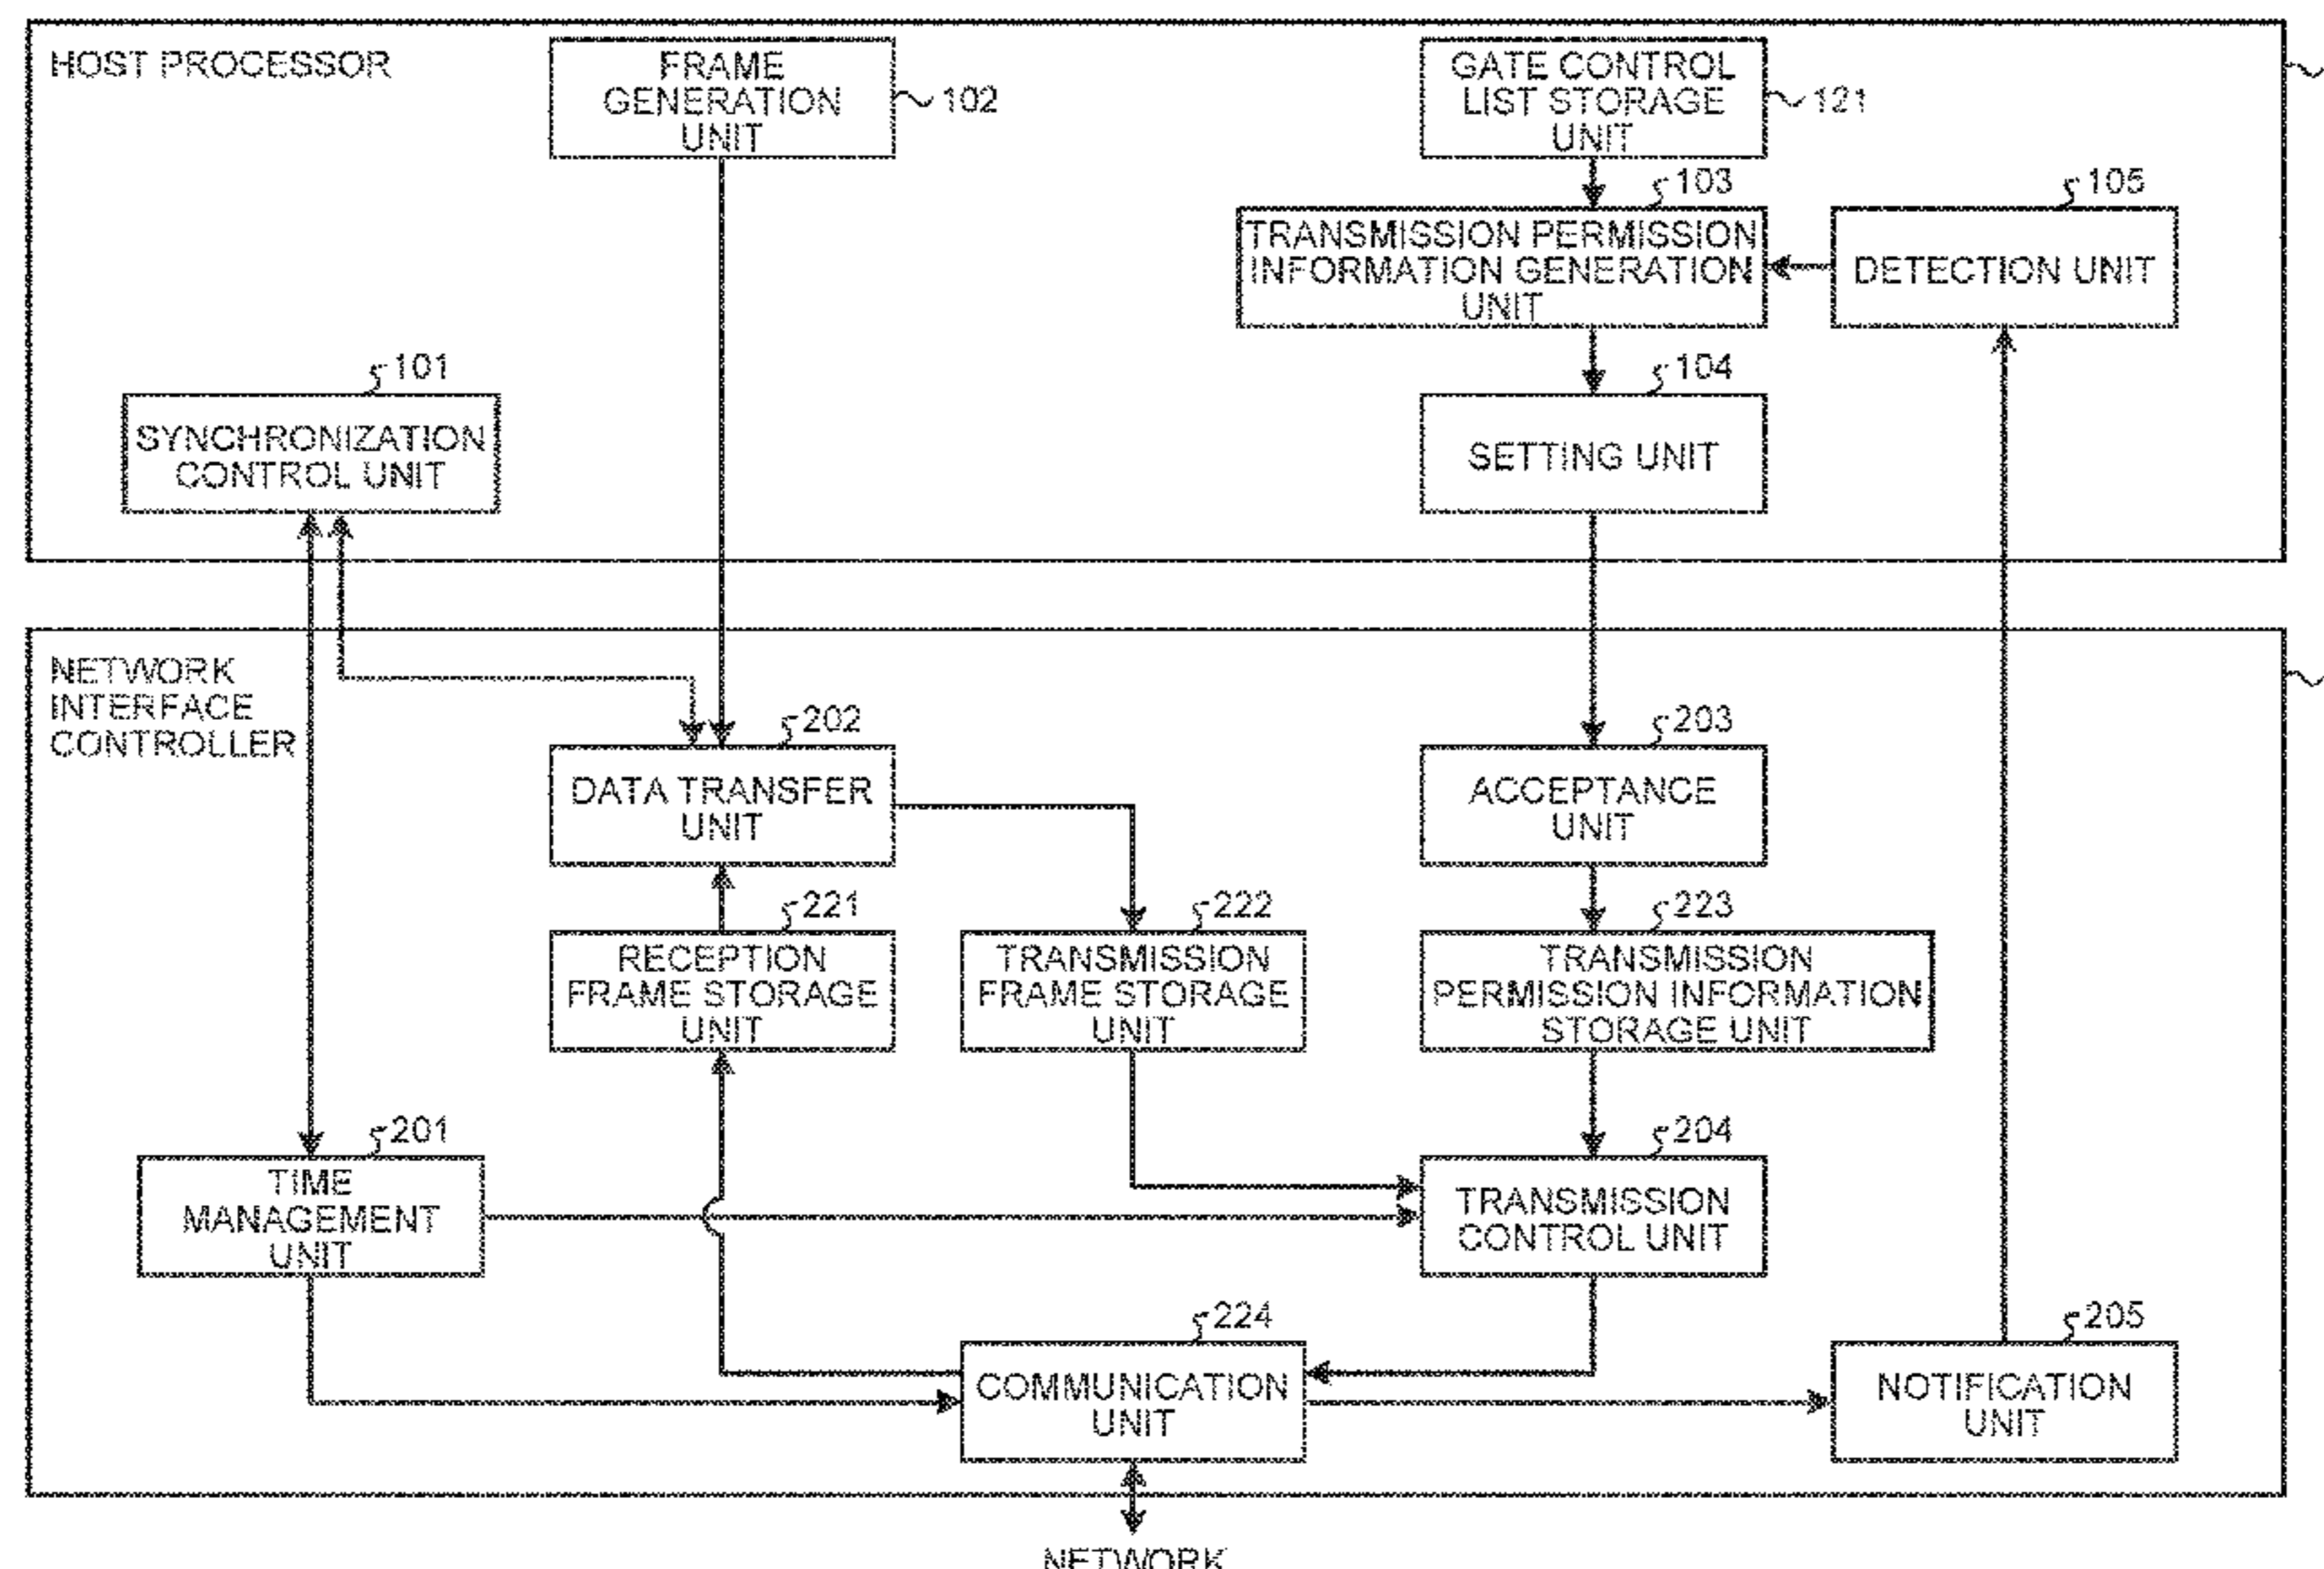 HOST PROCESSOR
FRAME
GENERATION
UNIT
102
GATE CONTROL
LIST STORAGE
UNIT
121
103
TRANSMISSION PERMISSION
INFORMATION GENERATION
UNIT
105
DETECTION UNIT
101
SYNCHRONIZATION
CONTROL UNIT
104
SETTING UNIT
NETWORK
INTERFACE
CONTROLLER
202
DATA TRANSFER
UNIT
203
ACCEPTANCE
UNIT
221
RECEPTION
FRAME STORAGE
UNIT
222
TRANSMISSION
FRAME STORAGE
UNIT
223
TRANSMISSION
PERMISSION INFORMATION
STORAGE UNIT
201
TIME
MANAGEMENT
UNIT
204
TRANSMISSION
CONTROL UNIT
224
COMMUNICATION
UNIT
205
NOTIFICATION
UNIT
NETWORK